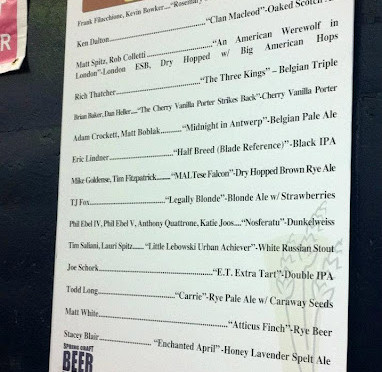 Frank Filacchione, Kevin Bowker...."Rosemary
Ken Dalton.................."Clan Macleod"-Oaked Scotch
Matt Spitz, Rob Colletti.................."An American Werewolf in
London"-London ESB, Dry Hopped w/ Big American Hops
Rich Thatcher.................."The Three Kings" – Belgian Triple
Brian Baker, Dan Heller...."The Cherry Vanilla Porter Strikes Back"-Cherry Vanilla Porter
Adam Crockett, Matt Boblak.........."Midnight in Antwerp"-Belgian Pale Ale
Eric Lindner.................."Half Breed (Blade Reference)"-Black IPA
Mike Goldense, Tim Fitzpatrick.........."MALTese Falcon"-Dry Hopped Brown Rye Ale
TJ Fox.................."Legally Blonde"-Blonde Ale w/ Strawberries
Phil Ebel IV, Phil Ebel V, Anthony Quattrone, Katie Joos...."Nosferatu"-Dunkelweiss
Tim Saliani, Lauri Spitz......"Little Lebowski Urban Achiever"-White Russian Stout
Joe Schork.................."E.T. Extra Tart"-Double IPA
Todd Long.................."Carrie"-Rye Pale Ale w/ Caraway Seeds
Matt White.................."Atticus Finch"-Rye Beer
Stacey Blair.................."Enchanted April"-Honey Lavender Spelt Ale
SPRING CRAFT
BEER
R